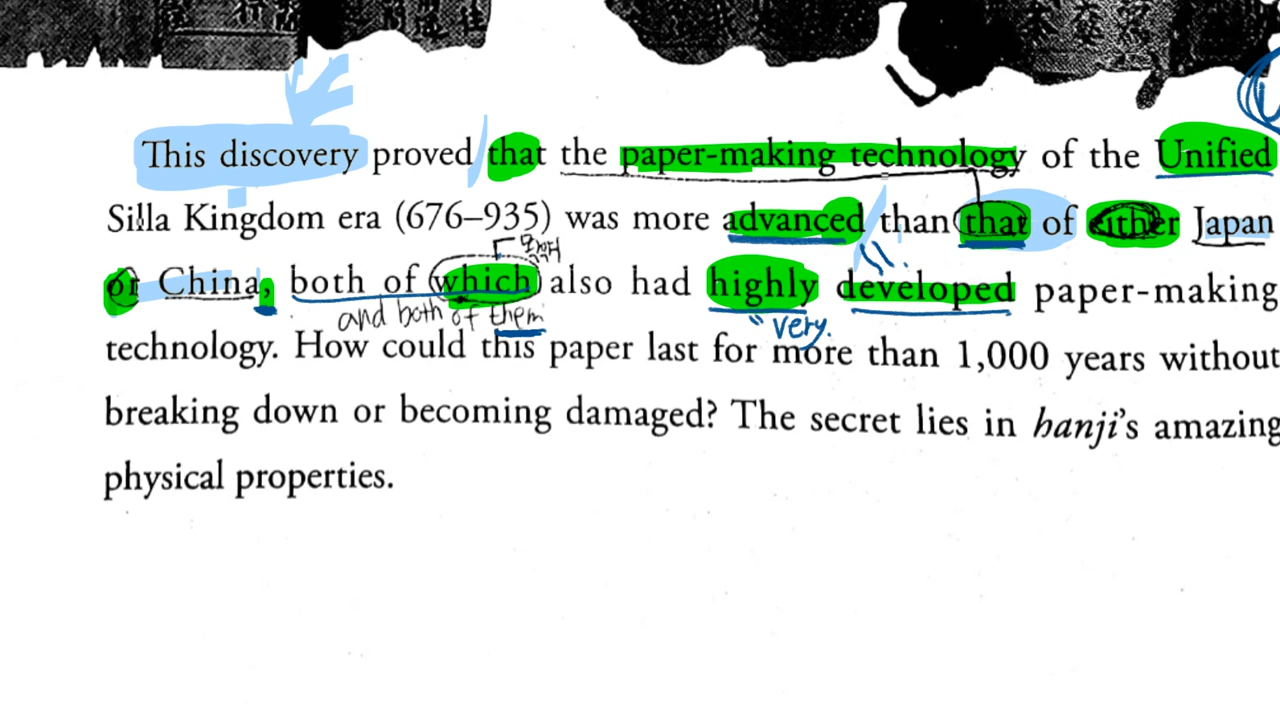 This discovery proved that the paper-making technology of the Unified
Silla Kingdom era (676–935) was more advanced than that of either Japan
or China, both of which also had highly developed paper-making
and both of them
"very.
technology. How could this paper last for more than 1,000 years without
breaking down or becoming damaged? The secret lies in hanji's amazing
physical properties.